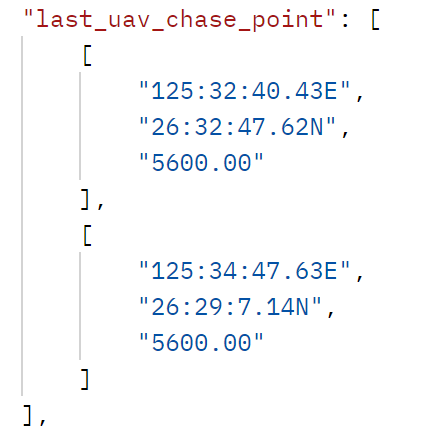 "last_uav_chase_point": [
[
"125:32:40.43E",
"26:32:47.62N",
"5600.00"
],
[
"125:34:47.63E",
"26:29:7.14N",
"5600.00"
]
],